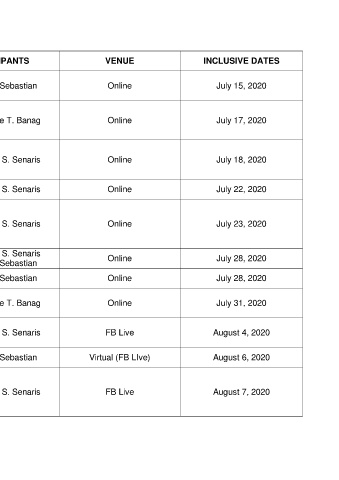 IPANTS VENUE INCLUSIVE DATES
Sebastian Online July 15, 2020
e T. Banag Online July 17, 2020
S. Senaris Online July 18, 2020
S. Senaris Online July 22, 2020
S. Senaris Online July 23, 2020
S. Senaris
Sebastian Online July 28, 2020
Sebastian Online July 28, 2020
e T. Banag Online July 31, 2020
S. Senaris FB Live August 4, 2020
Sebastian Virtual (FB LIve) August 6, 2020
S. Senaris FB Live August 7, 2020